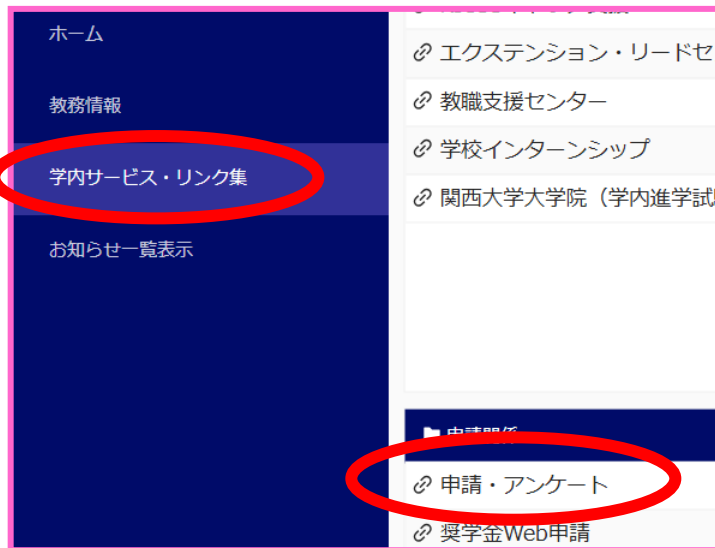 ホーム
教務情報
学内サービス・リンク集
お知らせ一覧表示
エクステンション・リードセ
教職支援センター
学校インターンシップ
関西大学大学院（学内進学試
申請関係
申請・アンケート
奨学金Web申請